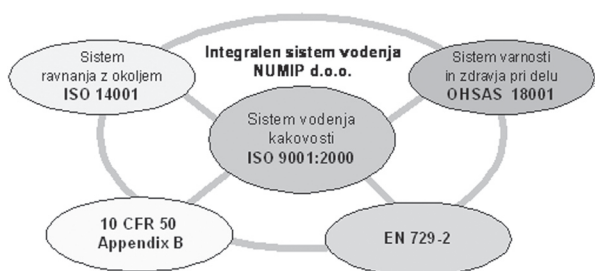 Sistem
ravnanja z okoljem
ISO 14001
Integralen sistem vodenja
NUMIP d.o.o.
Sistem varnosti
in zdravja pri delu
OHSAS 18001
Sistem vodenja
kakovosti
ISO 9001:2000
10 CFR 50
Appendix B
EN 729-2